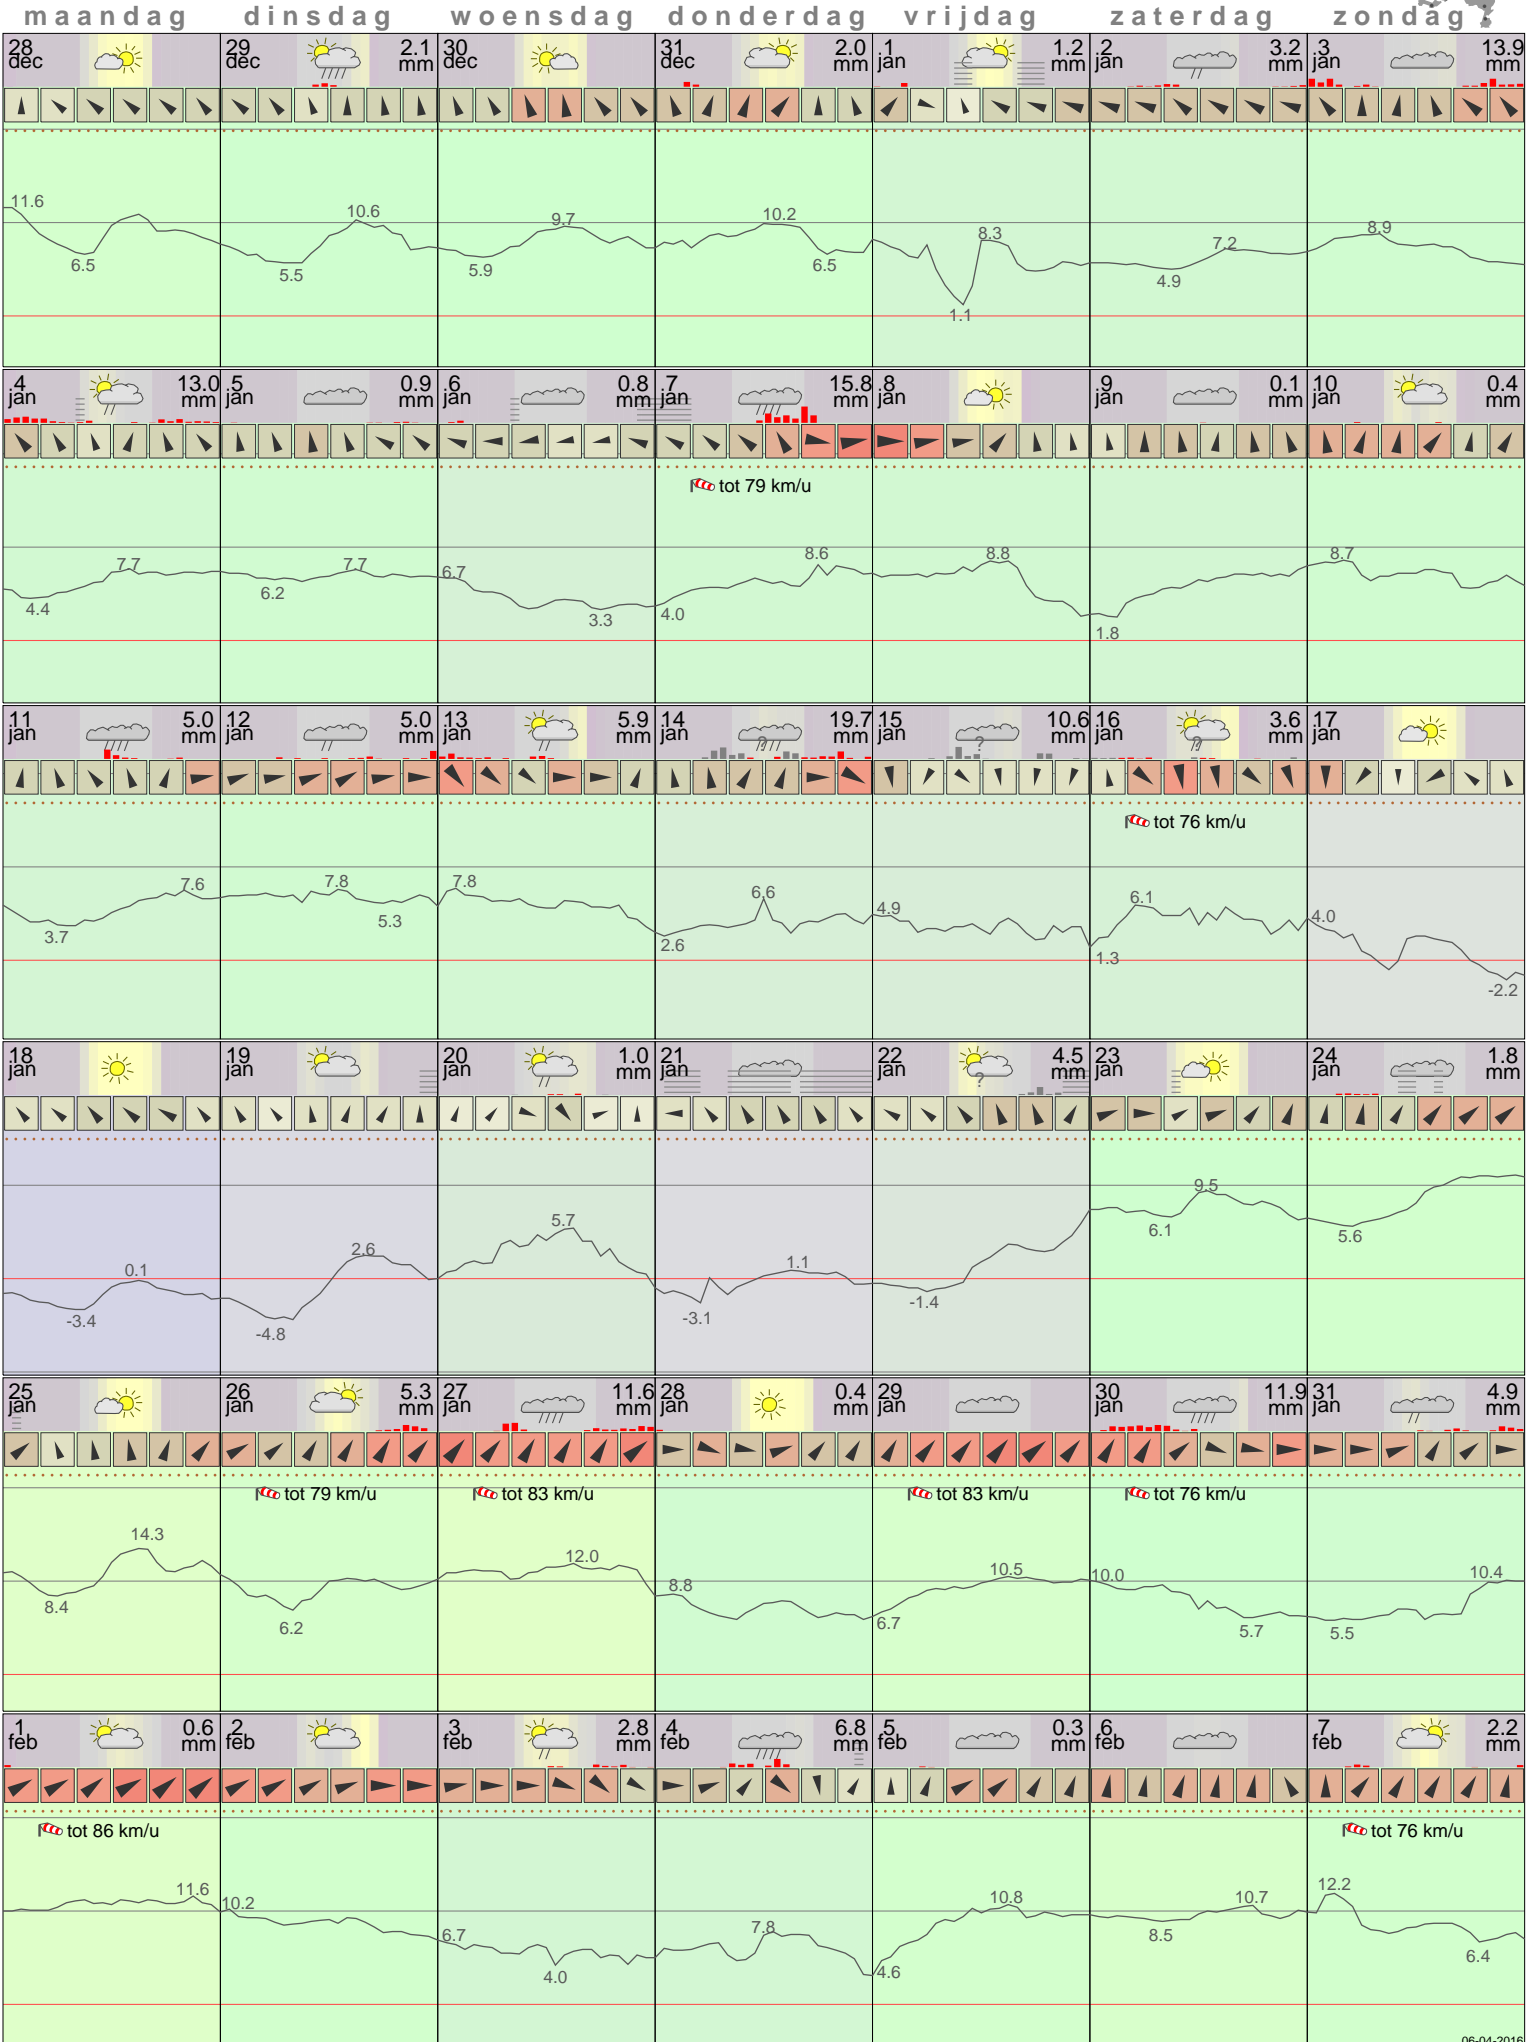 maandag dinsdag woensdag donderdag vrijdag zaterdag zondag
28 dec
29 dec 2.1 mm
30 dec
31 dec 2.0 mm
1 jan 1.2 mm
2 jan 3.2 mm
3 jan 13.9 mm
11.6 6.5
5.5 10.6
5.9 9.7
10.2 6.5
1.1 8.3
4.9 7.2
8.9
4 jan 13.0 mm
5 jan 0.9 mm
6 jan 0.8 mm
7 jan 15.8 mm
8 jan
9 jan 0.1 mm
10 jan 0.4 mm
tot 79 km/u
4.4 7.7
6.2 7.7
6.7 3.3
4.0 8.6
8.8
1.8
8.7
11 jan 5.0 mm
12 jan 5.0 mm
13 jan 5.9 mm
14 jan 19.7 mm ?
15 jan 10.6 mm ?
16 jan 3.6 mm ?
17 jan
tot 76 km/u
3.7 7.6
7.8 5.3
7.8
2.6 6.6
4.9
1.3 6.1
4.0 -2.2
18 jan
19 jan
20 jan 1.0 mm
21 jan
22 jan 4.5 mm ?
23 jan
24 jan 1.8 mm
-3.4 0.1
-4.8 2.6
5.7
-3.1 1.1
-1.4
6.1 9.5
5.6
25 jan
26 jan 5.3 mm
27 jan 11.6 mm
28 jan 0.4 mm
29 jan
30 jan 11.9 mm
31 jan 4.9 mm
tot 79 km/u
tot 83 km/u
tot 83 km/u
tot 76 km/u
8.4 14.3
6.2
12.0
8.8
6.7 10.5
10.0 5.7
5.5 10.4
1 feb 0.6 mm
2 feb
3 feb 2.8 mm
4 feb 6.8 mm
5 feb 0.3 mm
6 feb
7 feb 2.2 mm
tot 86 km/u
tot 76 km/u
11.6
10.2
6.7 4.0
7.8
4.6 10.8
8.5 10.7
12.2 6.4
06-04-2016